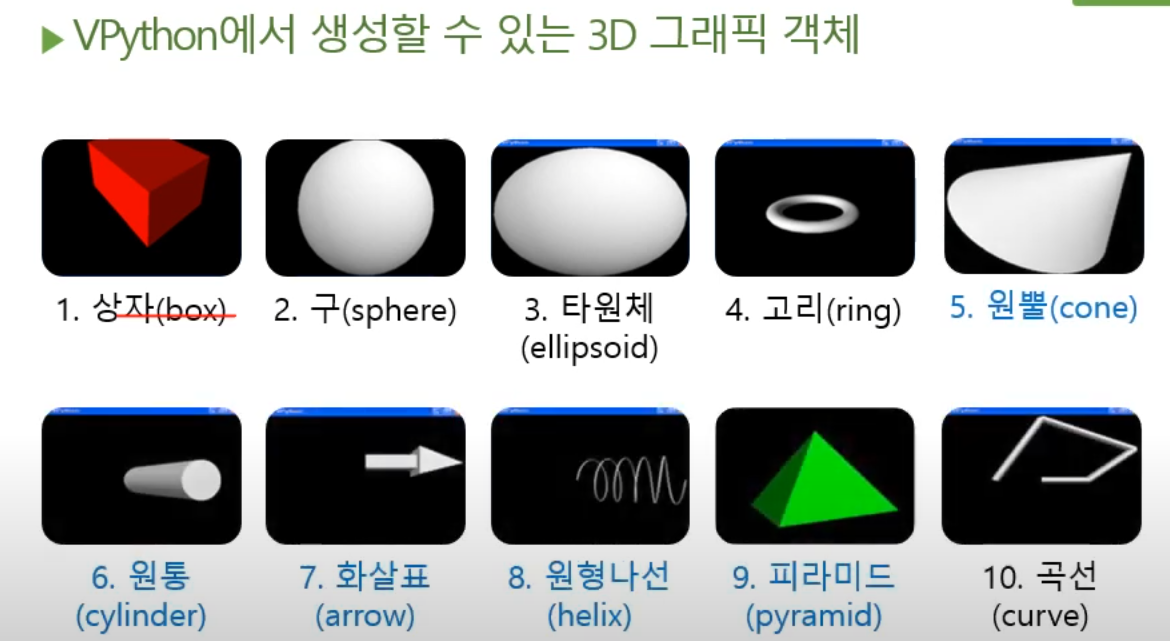 VPython에서 생성할 수 있는 3D 그래픽 객체
1. 상자(box)
2. 구(sphere)
3. 타원체
(ellipsoid)
4. 고리(ring)
5. 원뿔(cone)
6. 원통
(cylinder)
7. 화살표
(arrow)
8. 원형나선
(helix)
9. 피라미드
(pyramid)
10. 곡선
(curve)